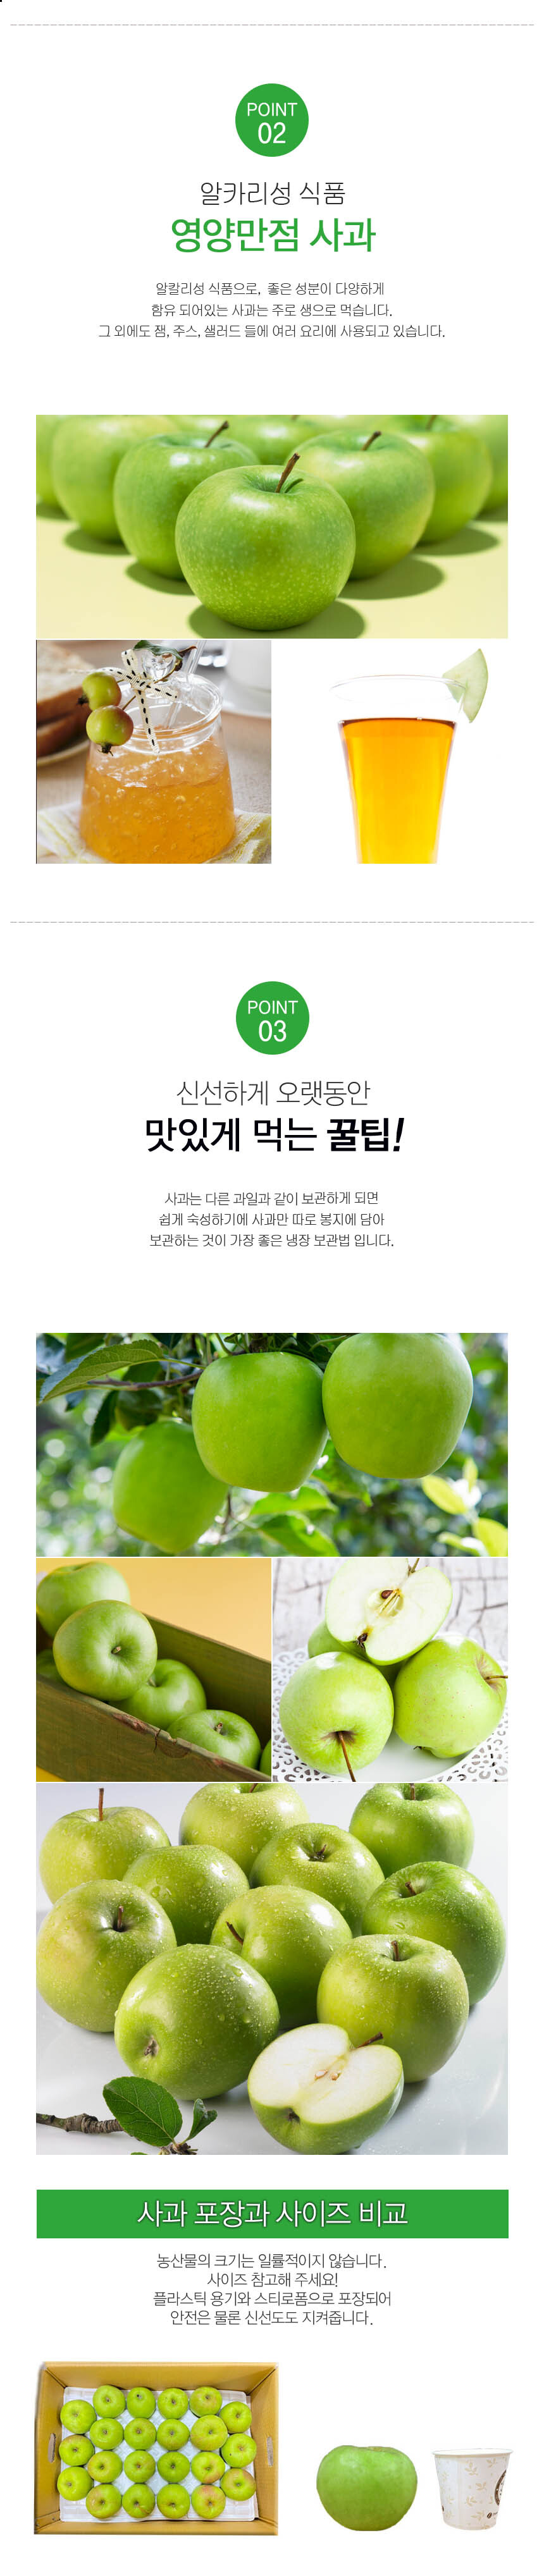 POINT
02
알카리성 식품
영양만점 사과
알칼리성 식품으로, 좋은 성분이 다양하게
함유 되어있는 사과는 주로 생으로 먹습니다.
그 외에도 잼, 주스, 샐러드 들에 여러 요리에 사용되고 있습니다.
POINT
03
신선하게 오랫동안
맛있게 먹는 꿀팁!
사과는 다른 과일과 같이 보관하게 되면
쉽게 숙성하기에 사과만 따로 봉지에 담아
보관하는 것이 가장 좋은 냉장 보관법 입니다.
사과 포장과 사이즈 비교
농산물의 크기는 일률적이지 않습니다.
사이즈 참고해 주세요!
플라스틱 용기와 스티로폼으로 포장되어
안전은 물론 신선도도 지켜줍니다.